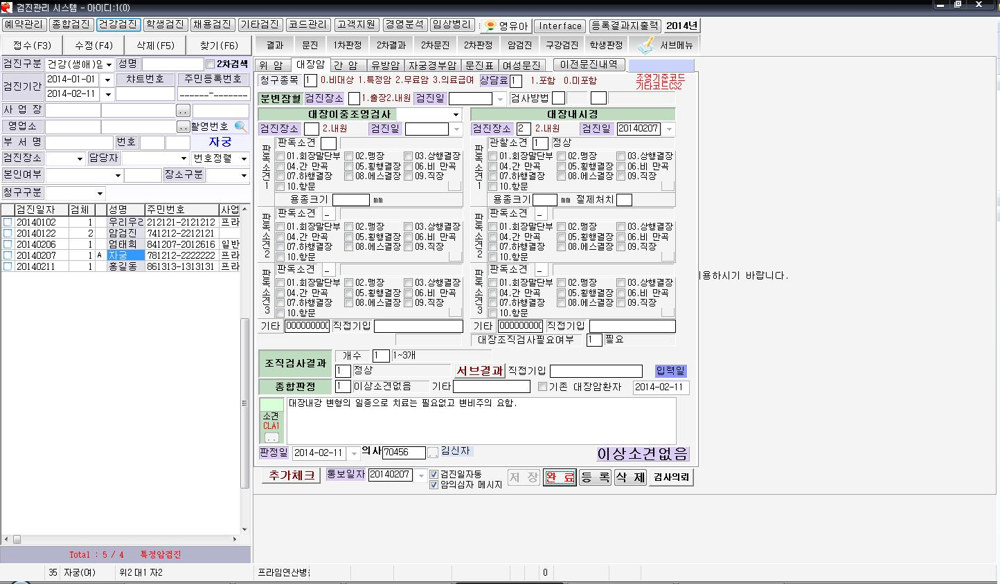 검진관리 시스템 - 아이디:1(0)
예약관리 종합검진 건강검진 학생검진 채용검진 기타검진 코드관리 고객지원 경영분석 임상병리 : 영유아 Interface 등록결과지출력 2014년
접수(F3) 수정(F4) 삭제(F5) 찾기(F6) 결과 문진 1차판정 2차결과 2차문진 2차판정 암검진 구강검진 학생판정 서브메뉴
검진구분 건강(생애)암 성명 2차검색
검진기간 2014-01-01 챠트번호 주민등록번호
2014-02-11 ______-_______
사 업 장 ..
영업소 .. 촬영번호
부 서 명 번호 자궁
검진장소 담당자 번호정렬
본인여부 장소구분
청구구분
검진일자 검체 성명 주민번호 사업
20140102 1 우리우리 212121-2121212 프라
20140122 2 암검진 741212-2212121
20140206 1 엄태희 841207-2012616 일반
20140207 1 A 자궁 781212-2222222 프라
20140211 1 홍길동 861313-1313131 프라
Total : 5 / 4 특정암검진
35 자궁(여) 위2 대1 자2 프라임연산병 0
위 암 대장암 간 암 유방암 자궁경부암 문진표 여성문진 이전문진내역
청구종목 1 0.비대상 1.특정암 2.무료암 3.의료급여 상담료 1 1.포함 0.미포함 조영기준코드
기타코드CS2
분변잠혈 검진장소 1.출장2.내원 검진일 검사방법
대장이중조영검사
검진장소 2.내원 검진일
판독소견1 판독소견
01.회장말단부 02.맹장 03.상행결장
04.간 만곡 05.횡행결장 06.비 만곡
07.하행결장 08.에스결장 09.직장
10.항문
용종크기 mm
판독소견2 판독소견 _
01.회장말단부 02.맹장 03.상행결장
04.간 만곡 05.횡행결장 06.비 만곡
07.하행결장 08.에스결장 09.직장
10.항문
판독소견3 판독소견 _
01.회장말단부 02.맹장 03.상행결장
04.간 만곡 05.횡행결장 06.비 만곡
07.하행결장 08.에스결장 09.직장
10.항문
기타 000000000 직접기입
대장내시경
검진장소 2 2.내원 검진일 20140207
판독소견1 관찰소견 1 정상
01.회장말단부 02.맹장 03.상행결장
04.간 만곡 05.횡행결장 06.비 만곡
07.하행결장 08.에스결장 09.직장
10.항문
용종크기 mm 절제처치
판독소견2 판독소견 _
01.회장말단부 02.맹장 03.상행결장
04.간 만곡 05.횡행결장 06.비 만곡
07.하행결장 08.에스결장 09.직장
10.항문
판독소견3 판독소견 _
01.회장말단부 02.맹장 03.상행결장
04.간 만곡 05.횡행결장 06.비 만곡
07.하행결장 08.에스결장 09.직장
10.항문
기타 000000000 직접기입
대장조직검사필요여부 1 필요
조직검사결과 개수 1 1~3개
1 정상 서브결과 직접기입 입력일
종합판정 1 이상소견없음 기타 기존 대장암환자 2014-02-11
소견 CLA1 .. 대장내강 변형의 일종으로 치료는 필요없고 변비주의 요함.
판정일 2014-02-11 의사 70456 .. 김신자 이상소견없음
추가체크 통보일자 20140207 검진일자동 저 장 완 료 등 록 삭 제 검사의뢰
암의심자 메시지
이용하시기 바랍니다.